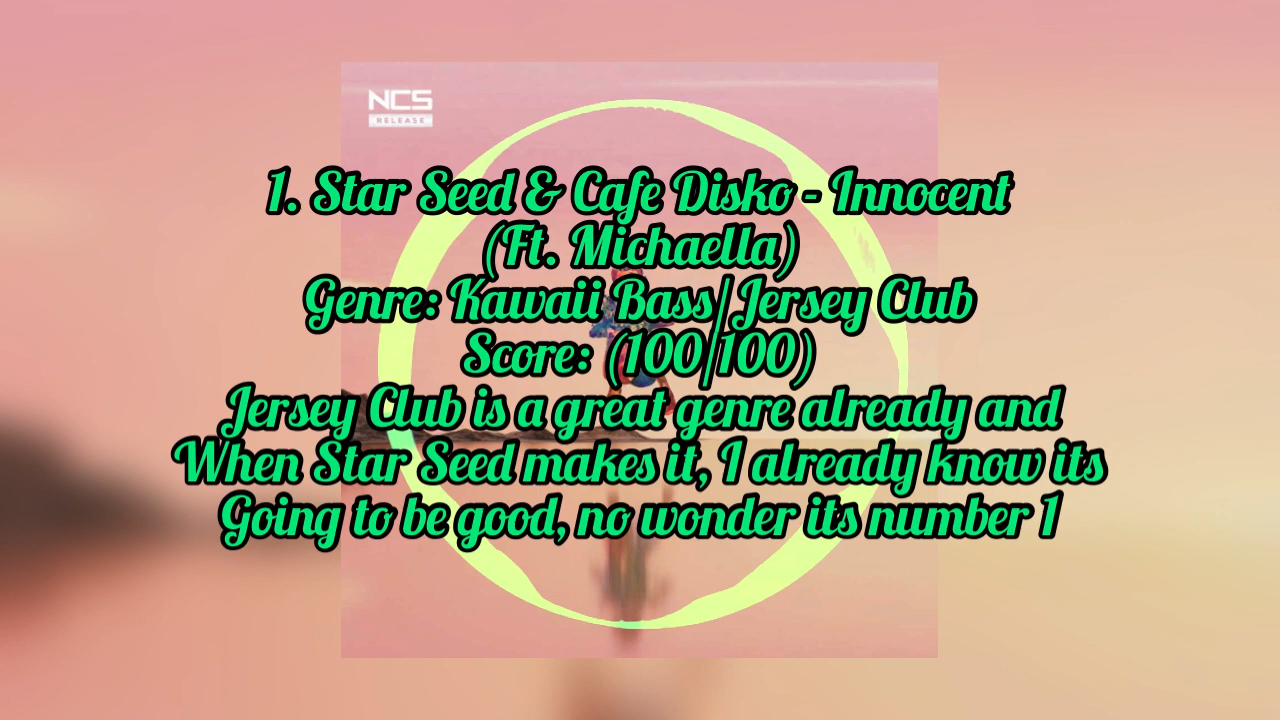 NCS
RELEASE
1. Star Seed & Cafe Disko - Innocent
(Ft. Michaella)
Genre: Kawaii Bass/Jersey Club
Score: (100/100)
Jersey Club is a great genre already and
When Star Seed makes it, I already know its
Going to be good, no wonder its number 1